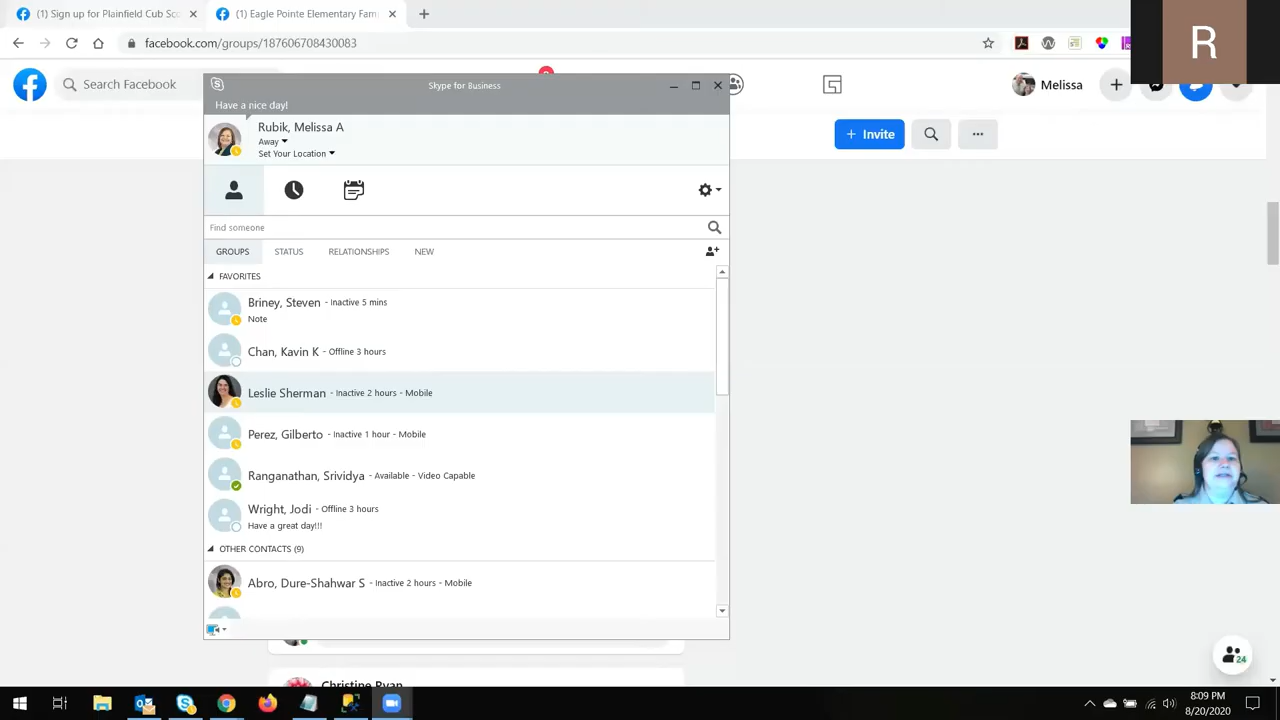 (1) Sign up for Plainfield Cub Sco
(1) Eagle Pointe Elementary Fam
facebook.com/groups/187606708430083
R
Search Facebook
Melissa
Skype for Business
Have a nice day!
Rubik, Melissa A
Away
Set Your Location
+ Invite
Find someone
GROUPS STATUS RELATIONSHIPS NEW
FAVORITES
Briney, Steven - Inactive 5 mins
Note
Chan, Kavin K - Offline 3 hours
Leslie Sherman - Inactive 2 hours - Mobile
Perez, Gilberto - Inactive 1 hour - Mobile
Ranganathan, Srividya - Available - Video Capable
Wright, Jodi - Offline 3 hours
Have a great day!!!
OTHER CONTACTS (9)
Abro, Dure-Shahwar S - Inactive 2 hours - Mobile
24
Christine Ryan
8:09 PM
8/20/2020